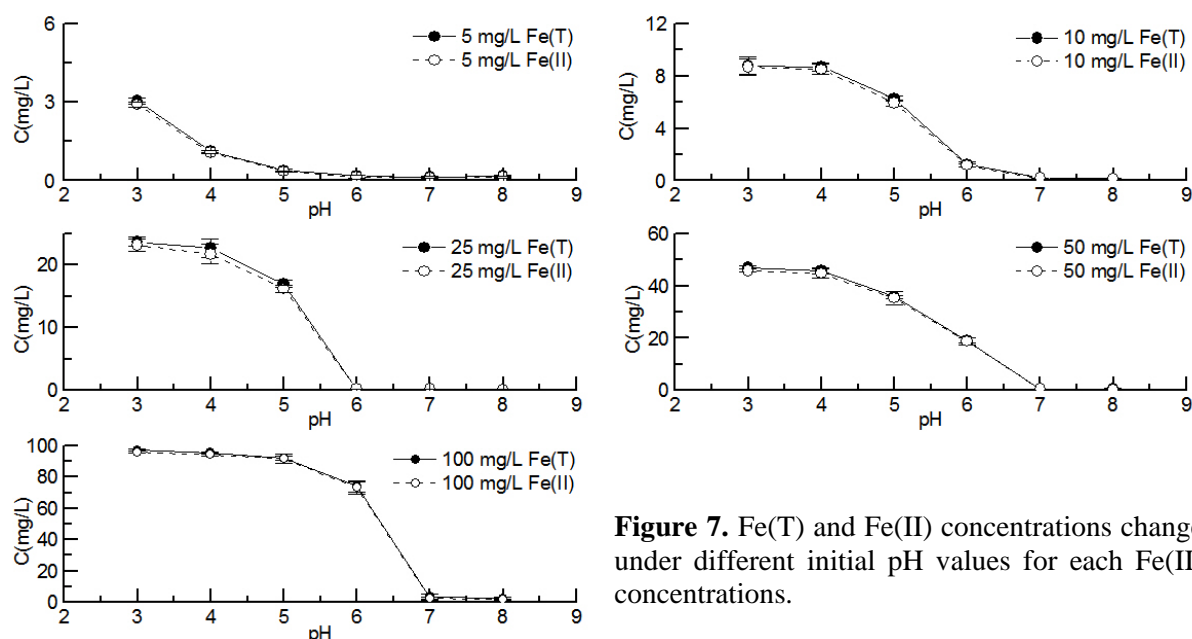 6
3
0
C(mg/L)
2 3 4 5 6 7 8 9
pH
5 mg/L Fe(T)
5 mg/L Fe(II)
12
8
4
0
C(mg/L)
2 3 4 5 6 7 8 9
pH
10 mg/L Fe(T)
10 mg/L Fe(II)
20
10
0
C(mg/L)
2 3 4 5 6 7 8 9
pH
25 mg/L Fe(T)
25 mg/L Fe(II)
60
40
20
0
C(mg/L)
2 3 4 5 6 7 8 9
pH
50 mg/L Fe(T)
50 mg/L Fe(II)
100
80
60
40
20
0
C(mg/L)
2 3 4 5 6 7 8 9
pH
100 mg/L Fe(T)
100 mg/L Fe(II)
Figure 7. Fe(T) and Fe(II) concentrations change
under different initial pH values for each Fe(II
concentrations.